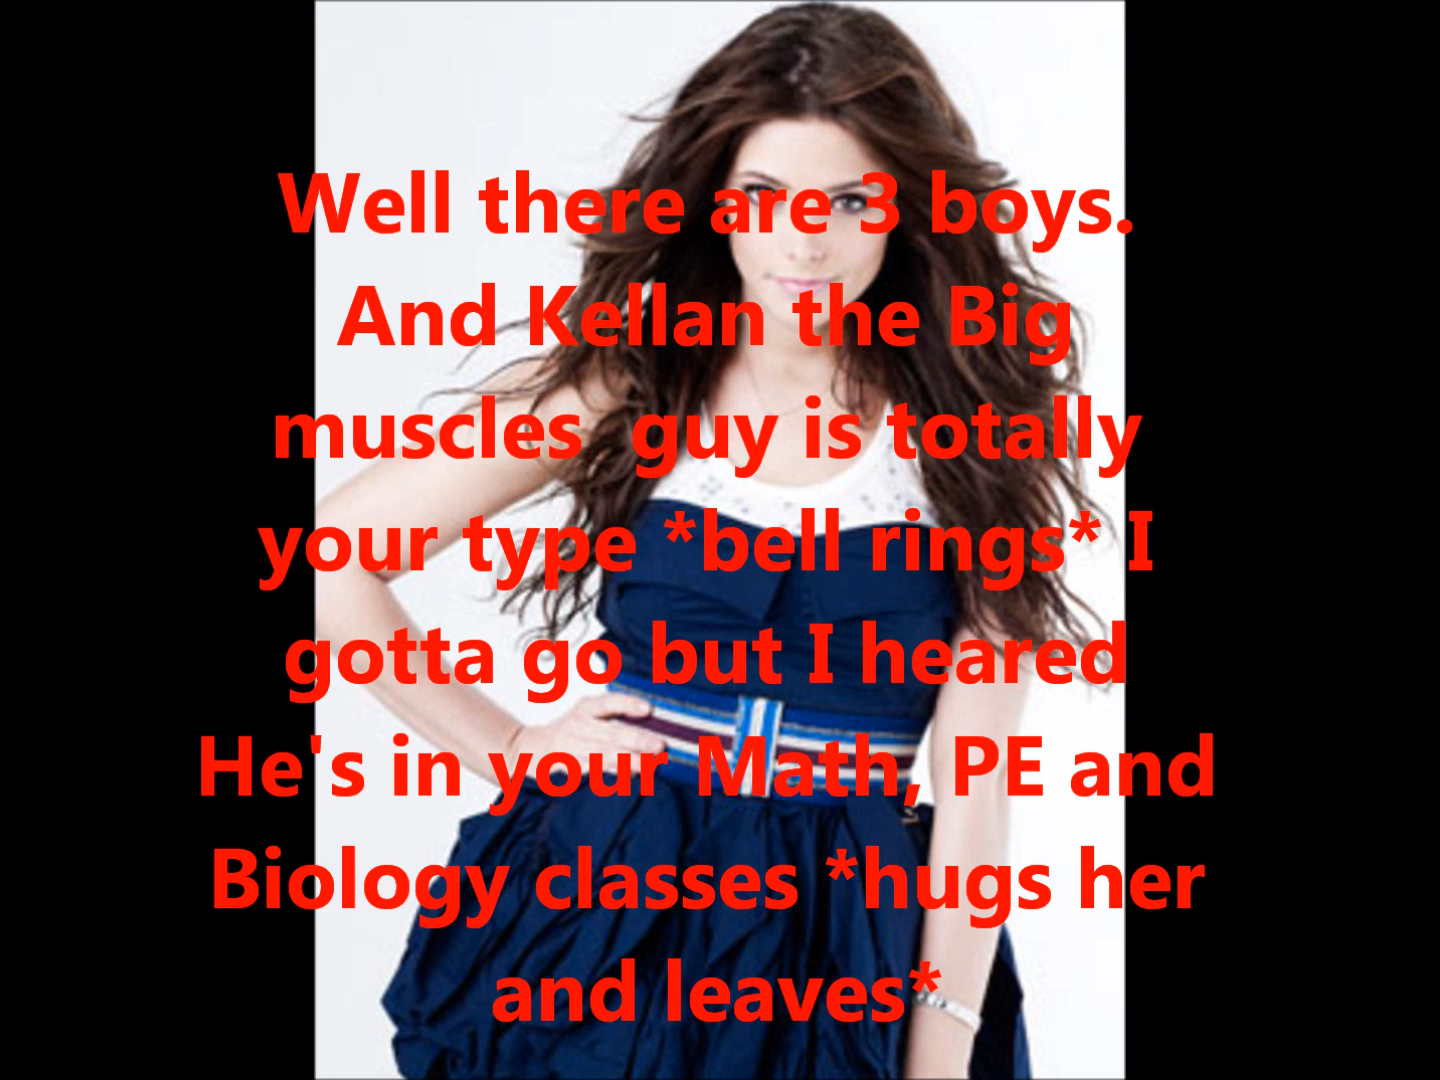 Well there are 3 boys.
And Kellan the Big
muscles  guy is totally
your type *bell rings* I
gotta go but I heared
He's in your Math, PE and
Biology classes *hugs her
and leaves*